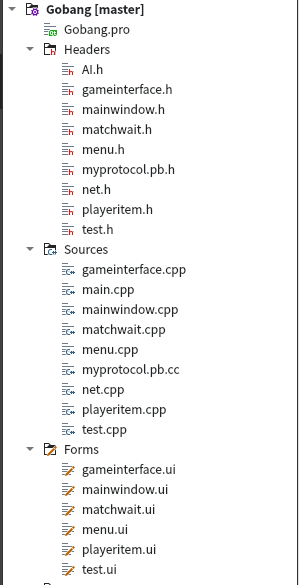 Gobang [master]
Gobang.pro
Headers
AI.h
gameinterface.h
mainwindow.h
matchwait.h
menu.h
myprotocol.pb.h
net.h
playeritem.h
test.h
Sources
gameinterface.cpp
main.cpp
mainwindow.cpp
matchwait.cpp
menu.cpp
myprotocol.pb.cc
net.cpp
playeritem.cpp
test.cpp
Forms
gameinterface.ui
mainwindow.ui
matchwait.ui
menu.ui
playeritem.ui
test.ui